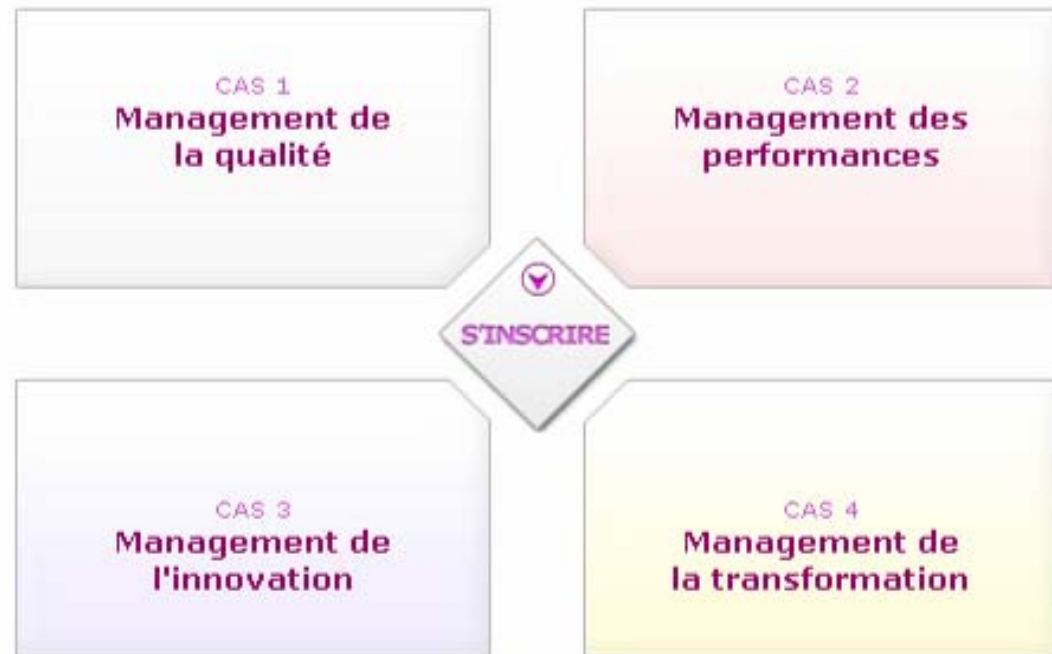 CAS 1
Management de
la qualité
CAS 2
Management des
performances
S'INSCRIRE
CAS 3
Management de
l'innovation
CAS 4
Management de
la transformation